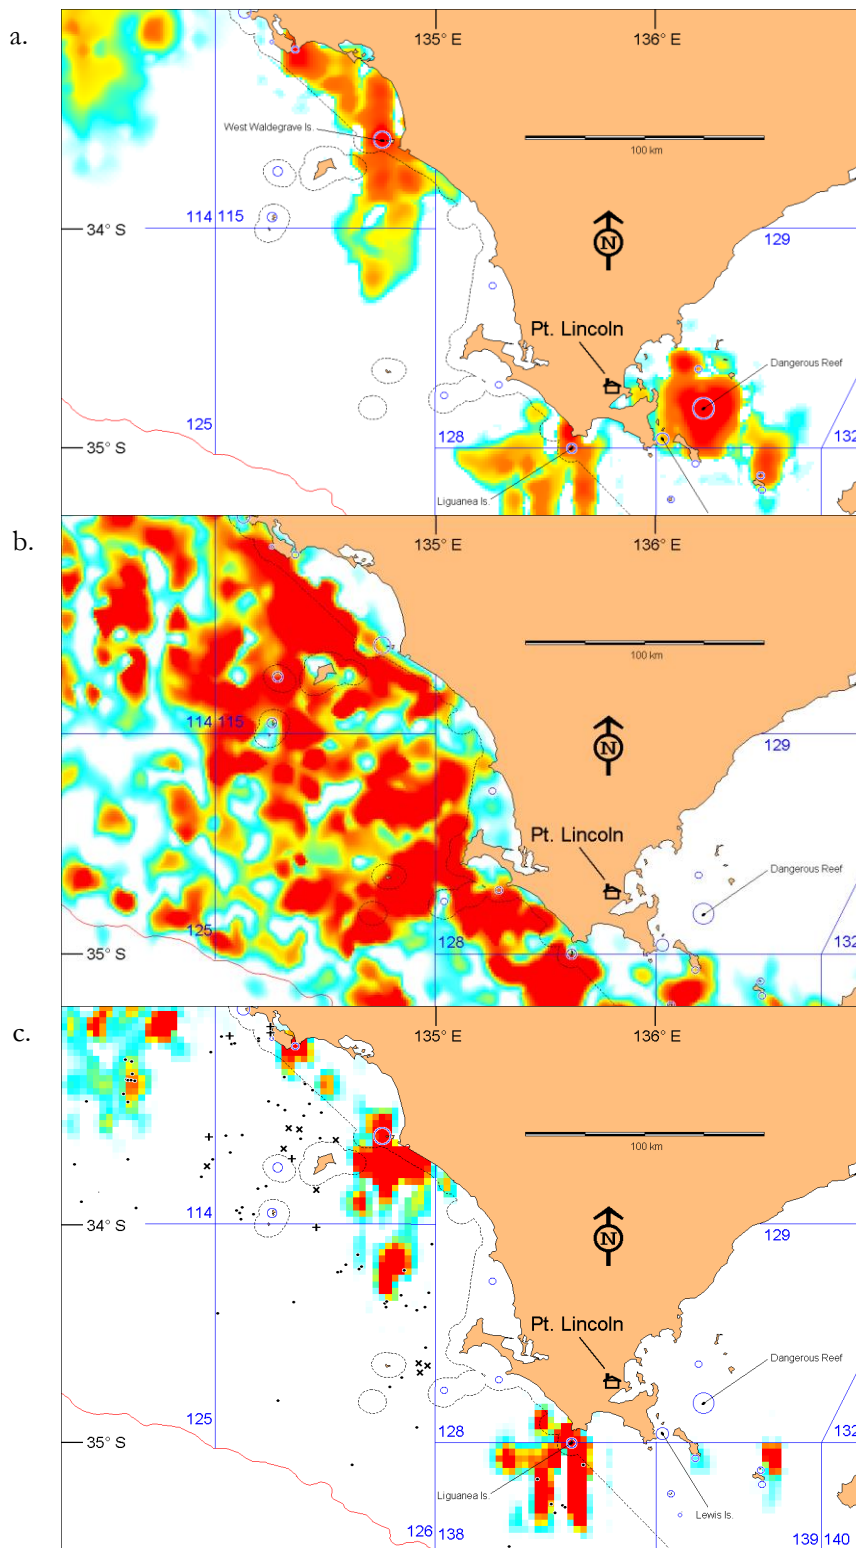 a.
135° E
136° E
West Waldegrave Is.
100 km
114 115
34° S
N
129
Pt. Lincoln
Dangerous Reef
125
128
132
35° S
Liguanea Is.
b.
135° E
136° E
100 km
114 115
34° S
N
129
Pt. Lincoln
Dangerous Reef
125
128
132
35° S
c.
135° E
136° E
100 km
114
34° S
N
129
Pt. Lincoln
Dangerous Reef
125
128
132
35° S
Liguanea Is.
Lewis Is.
126 138
139 140